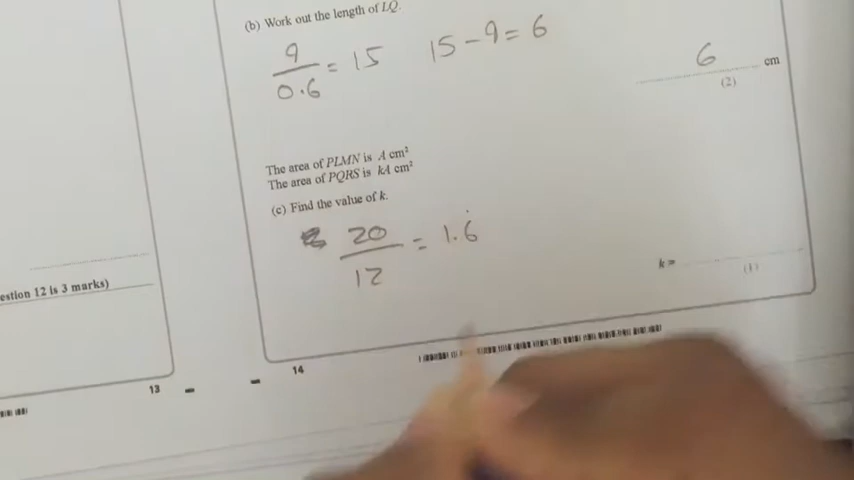 (b) Work out the length of LQ.
9/0.6 = 15 15 - 9 = 6
6 cm
(2)
The area of PLMN is A cm²
The area of PQRS is kA cm²
(c) Find the value of k.
20/12 = 1.6̇
k =
(1)
estion 12 is 3 marks)
13
14